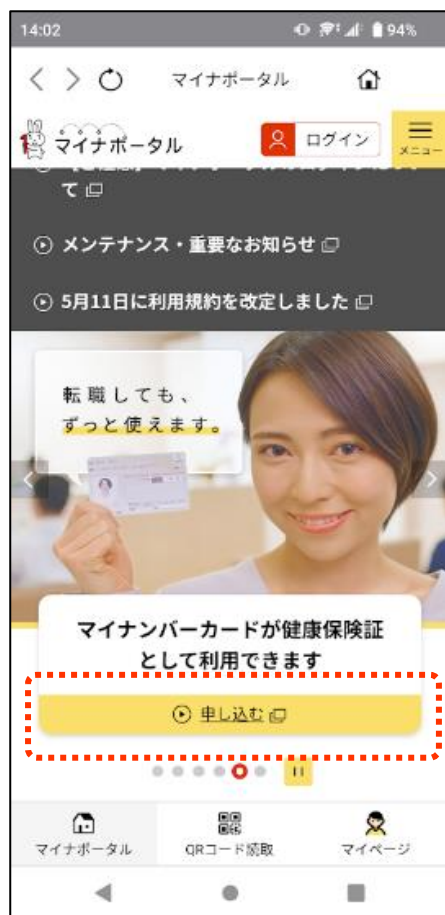 14:02
94%
マイナポータル
マイナポータル
ログイン
メニュー
て
メンテナンス・重要なお知らせ
5月11日に利用規約を改定しました
転職しても、
ずっと使えます。
マイナンバーカードが健康保険証
として利用できます
申し込む
マイナポータル
QRコード読取
マイページ